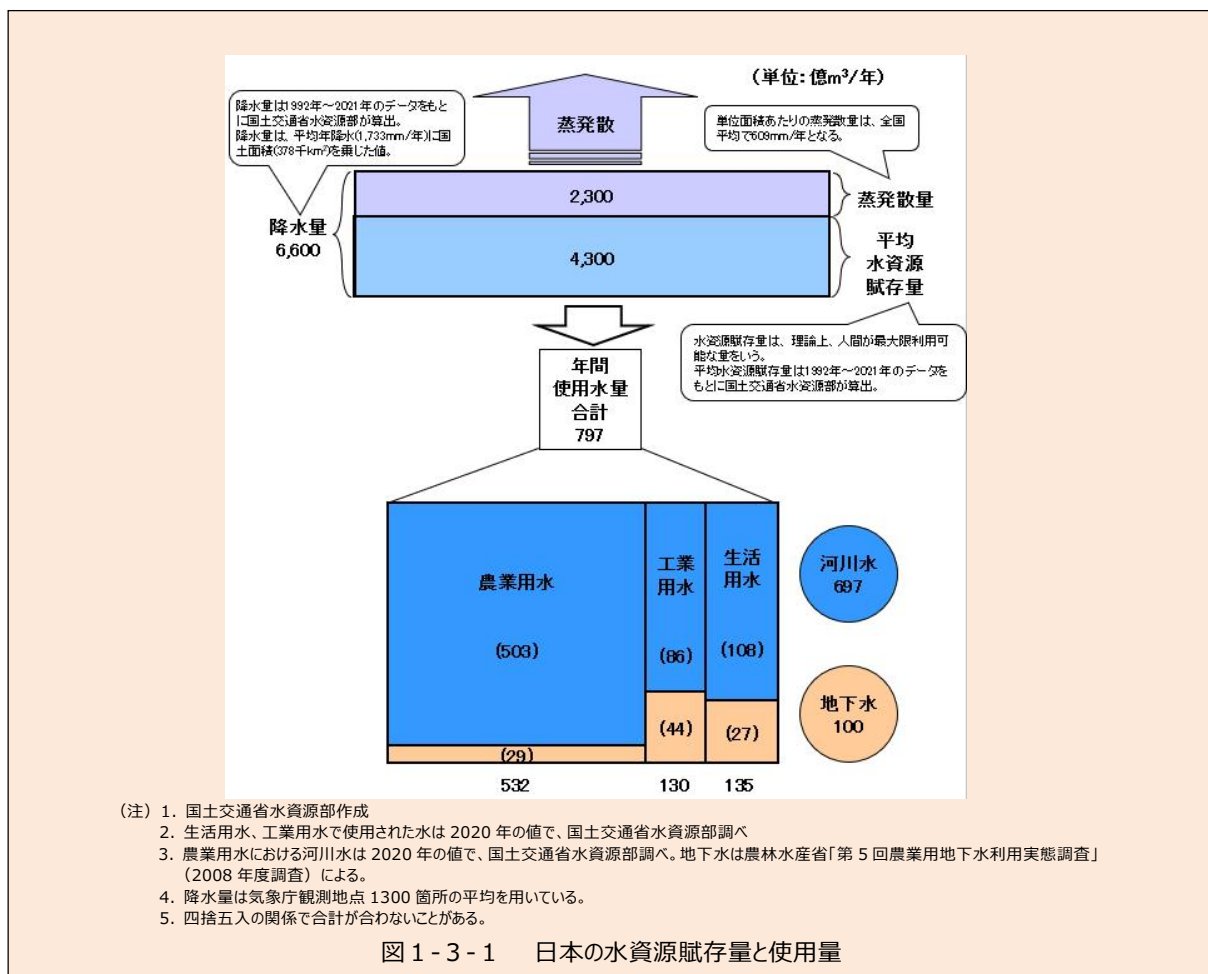 (単位:億m³/年)
降水量は1992年～2021年のデータをも
とに国土交通省水資源部が算出。
降水量は、平均年降水(1,733mm/年)に国
土面積(378千km²)を乗じた値。
蒸発散
単位面積あたりの蒸発散量は、全国
平均で609mm/年となる。
2,300
蒸発散量
降水量
6,600
4,300
平均
水資源
賦存量
水資源賦存量は、理論上、人間が最大限利用可
能な量をいう。
平均水資源賦存量は1992年～2021年のデータを
もとに国土交通省水資源部が算出。
年間
使用水量
合計
797
農業用水
(503)
工業
用水
(86)
生活
用水
(108)
河川水
697
(29)
(44)
(27)
地下水
100
532
130
135
(注) 1. 国土交通省水資源部作成
2. 生活用水、工業用水で使用された水は 2020 年の値で、国土交通省水資源部調べ
3. 農業用水における河川水は 2020 年の値で、国土交通省水資源部調べ。地下水は農林水産省「第 5 回農業用地下水利用実態調査」
(2008 年度調査) による。
4. 降水量は気象庁観測地点 1300 箇所の平均を用いている。
5. 四捨五入の関係で合計が合わないことがある。
図1-3-1 日本の水資源賦存量と使用量